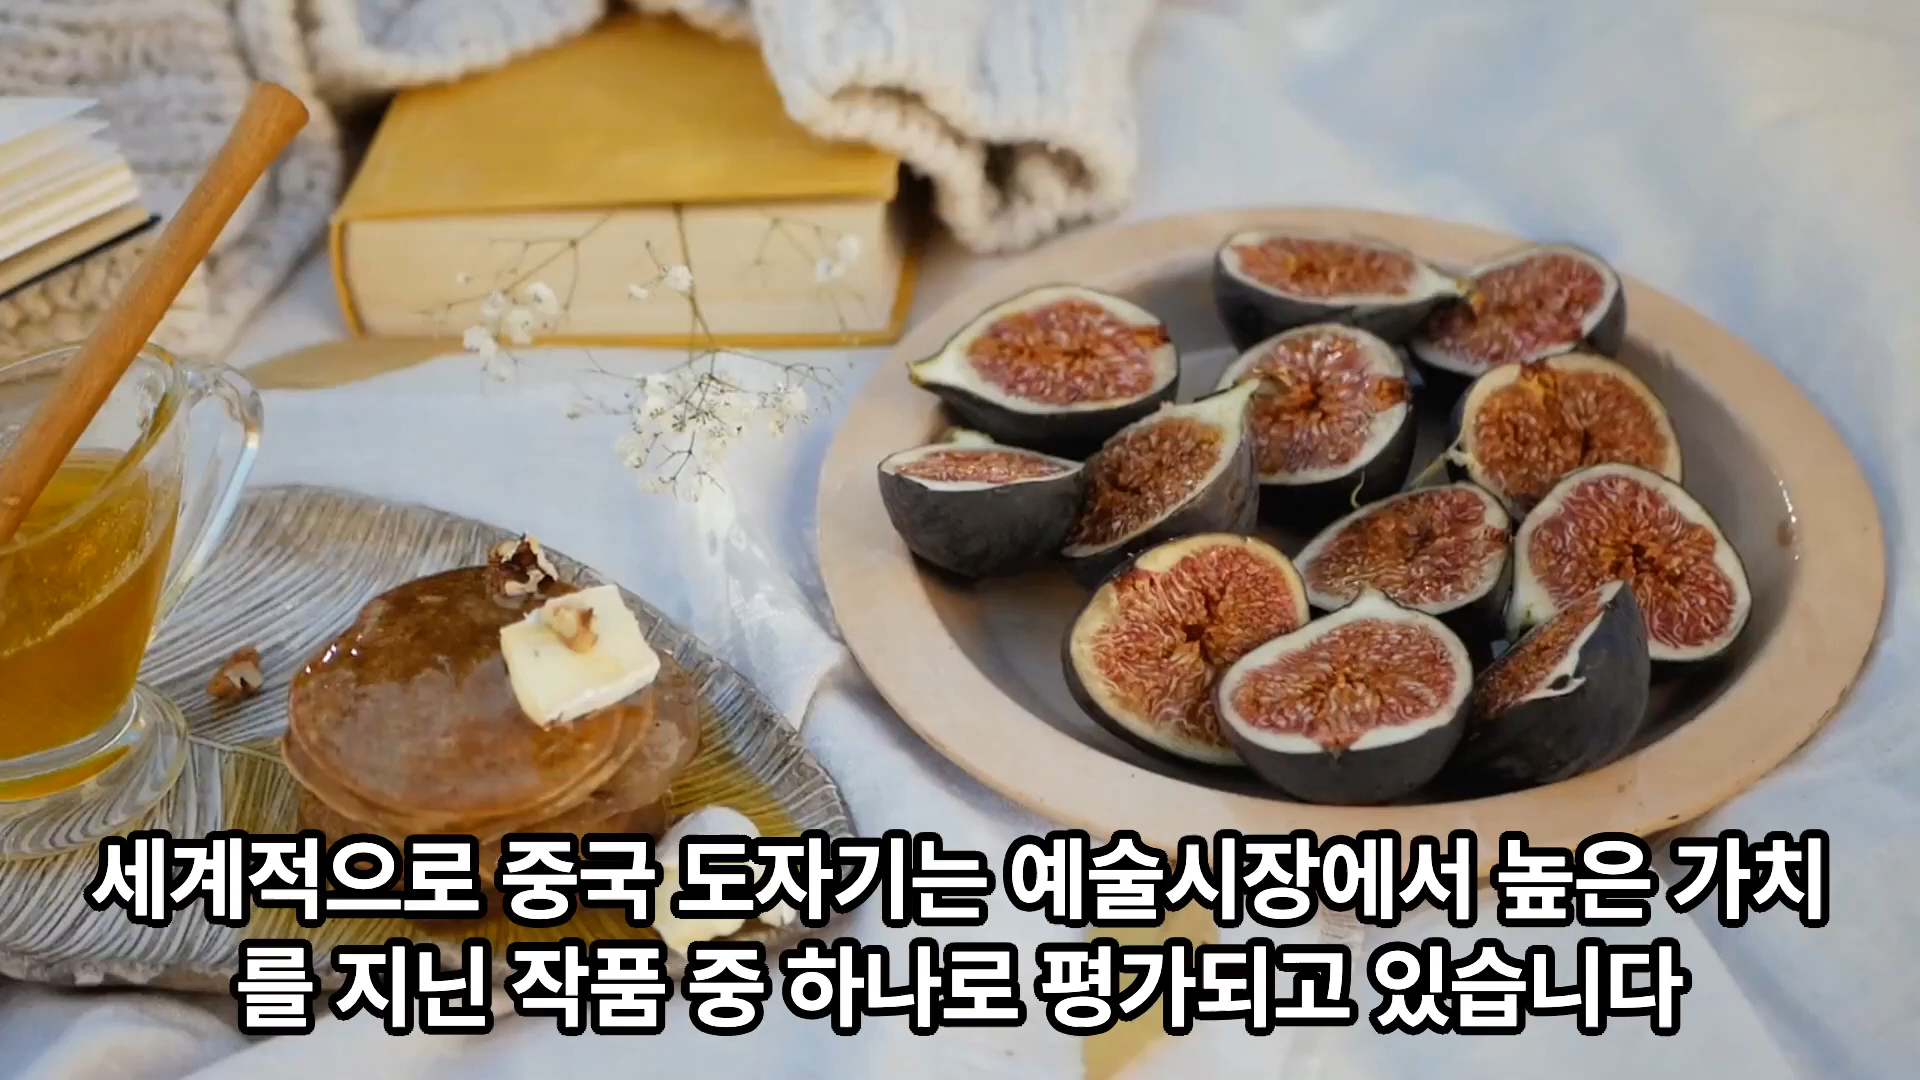 세계적으로 중국 도자기는 예술시장에서 높은 가치
를 지닌 작품 중 하나로 평가되고 있습니다